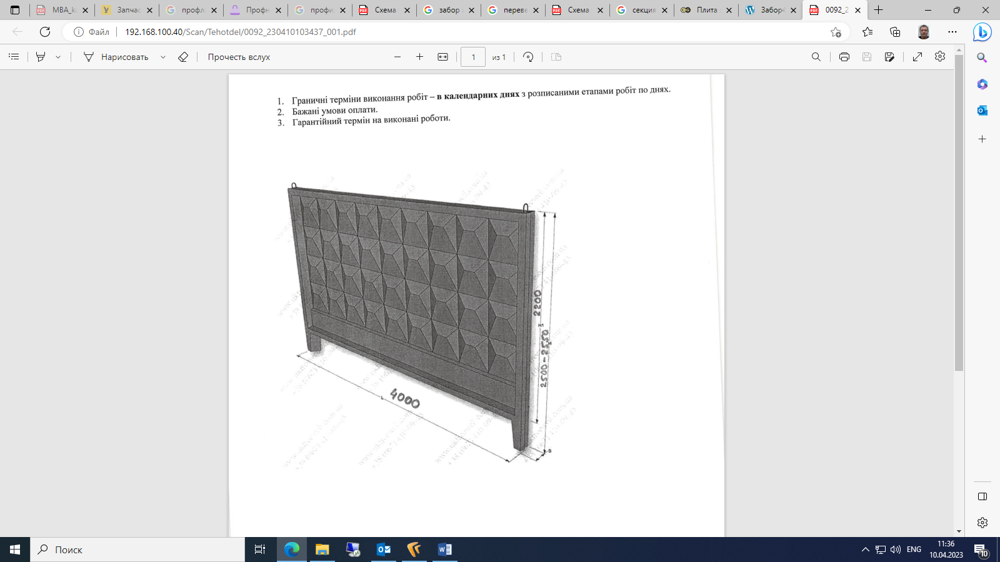 MBA_k
Запчас
профл
Профн
профи
Схема
забор
переве
Схема
секция
Плита
Забор
0092_2
Файл
192.168.100.40/Scan/Tehotdel/0092_230410103437_001.pdf
Нарисовать
Прочесть вслух
1
из 1
1. Граничні терміни виконання робіт – в календарних днях з розписаними етапами робіт по днях.
2. Бажані умови оплати.
3. Гарантійний термін на виконані роботи.
2200
H1
H
2500-2550
4000
L
B
Поиск
ENG
11:36
10.04.2023
10